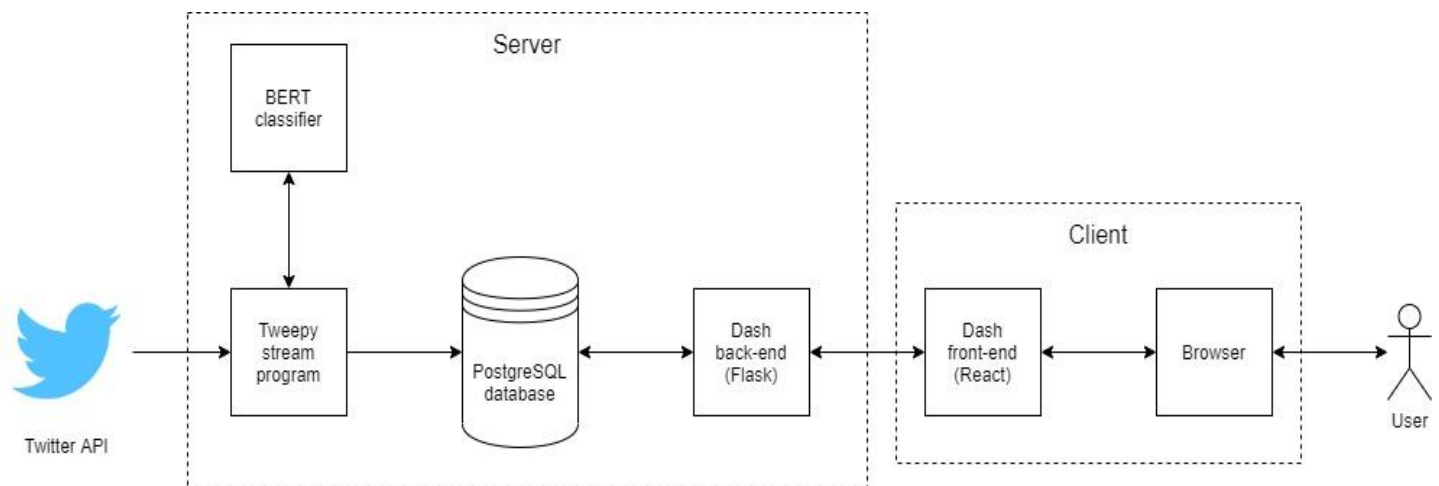 Server
BERT
classifier
Client
Tweepy
stream
program
PostgreSQL
database
Dash
back-end
(Flask)
Dash
front-end
(React)
Browser
User
Twitter API